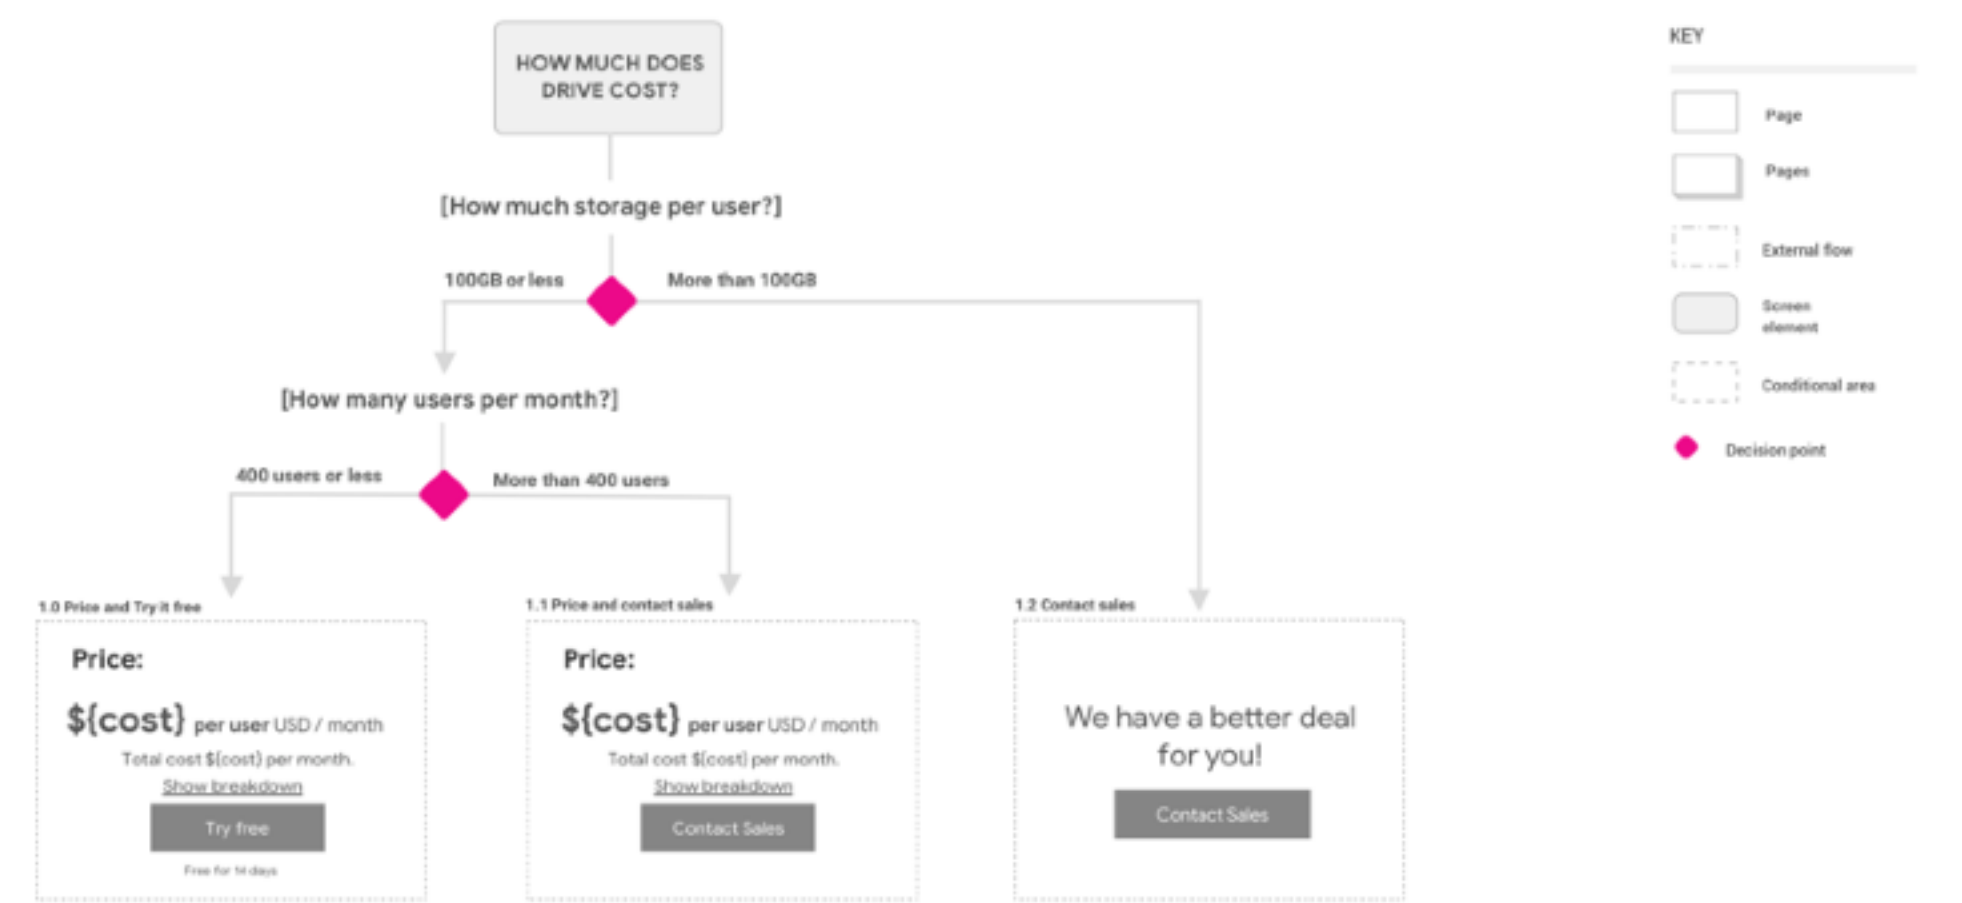 HOW MUCH DOES
DRIVE COST?
[How much storage per user?]
100GB or less
More than 100GB
[How many users per month?]
400 users or less
More than 400 users
1.0 Price and Try it free
Price:
${cost} per user USD / month
Total cost ${cost} per month.
Show breakdown
Try free
Free for 14 days
1.1 Price and contact sales
Price:
${cost} per user USD / month
Total cost ${cost} per month.
Show breakdown
Contact Sales
1.2 Contact sales
We have a better deal
for you!
Contact Sales
KEY
Page
Pages
External flow
Screen
element
Conditional area
Decision point